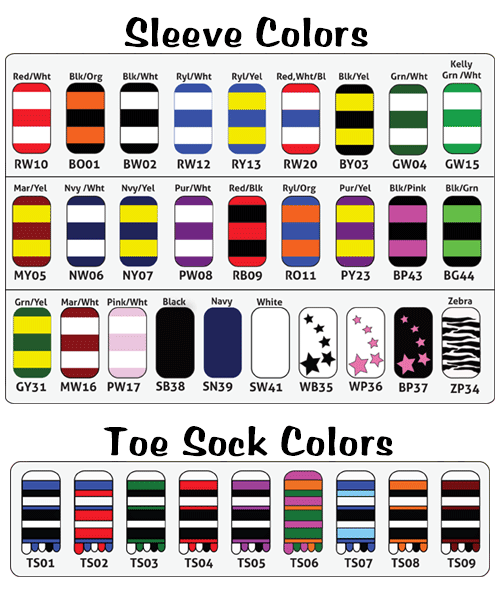 Sleeve Colors
Kelly
Red/Wht Blk/Org Blk/Wht Ryl/Wht Ryl/Yel Red,Wht/Bl Blk/Yel Grn/Wht Grn /Wht
RW10 BO01 BW02 RW12 RY13 RW20 BY03 GW04 GW15
Mar/Yel Nvy /Wht Nvy/Yel Pur/Wht Red/Blk Ryl/Org Pur/Yel Blk/Pink Blk/Grn
MY05 NW06 NY07 PW08 RB09 RO11 PY23 BP43 BG44
Grn/Yel Mar/Wht Pink/Wht Black Navy White Zebra
GY31 MW16 PW17 SB38 SN39 SW41 WB35 WP36 BP37 ZP34
Toe Sock Colors
TS01 TS02 TS03 TS04 TS05 TS06 TS07 TS08 TS09